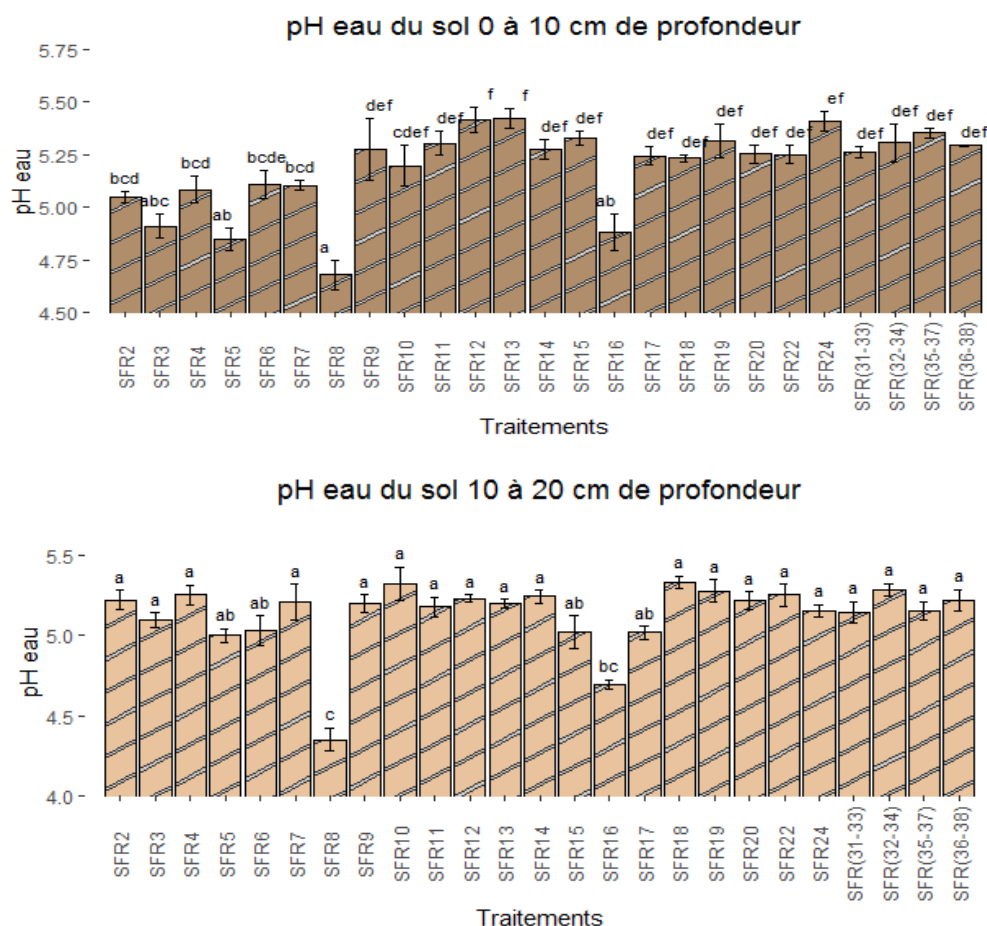 pH eau du sol 0 à 10 cm de profondeur
pH eau
5.75
5.50
5.25
5.00
4.75
4.50
bcd abc bcd ab bcde bcd a def cdef def f f def def ab def def def def def ef def def def def
SFR2 SFR3 SFR4 SFR5 SFR6 SFR7 SFR8 SFR9 SFR10 SFR11 SFR12 SFR13 SFR14 SFR15 SFR16 SFR17 SFR18 SFR19 SFR20 SFR22 SFR24 SFR(31-33) SFR(32-34) SFR(35-37) SFR(36-38)
Traitements
pH eau du sol 10 à 20 cm de profondeur
pH eau
5.5
5.0
4.5
4.0
a a a ab ab a c a a a a a a ab bc ab a a a a a a a a a
SFR2 SFR3 SFR4 SFR5 SFR6 SFR7 SFR8 SFR9 SFR10 SFR11 SFR12 SFR13 SFR14 SFR15 SFR16 SFR17 SFR18 SFR19 SFR20 SFR22 SFR24 SFR(31-33) SFR(32-34) SFR(35-37) SFR(36-38)
Traitements